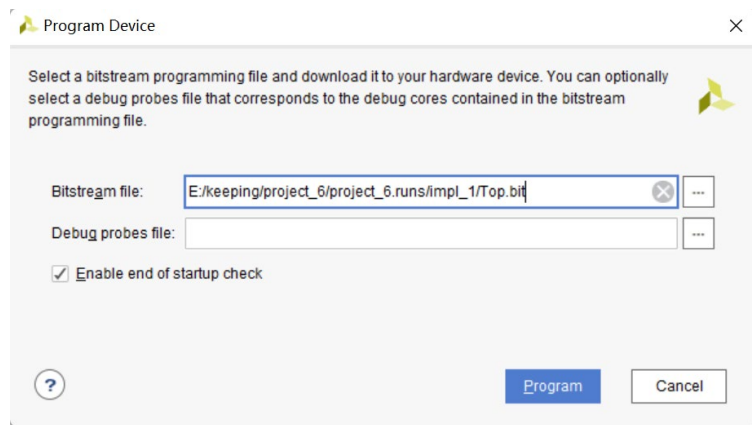 Program Device
Select a bitstream programming file and download it to your hardware device. You can optionally
select a debug probes file that corresponds to the debug cores contained in the bitstream
programming file.
Bitstream file: E:/keeping/project_6/project_6.runs/impl_1/Top.bit ...
Debug probes file: ...
Enable end of startup check
? Program Cancel